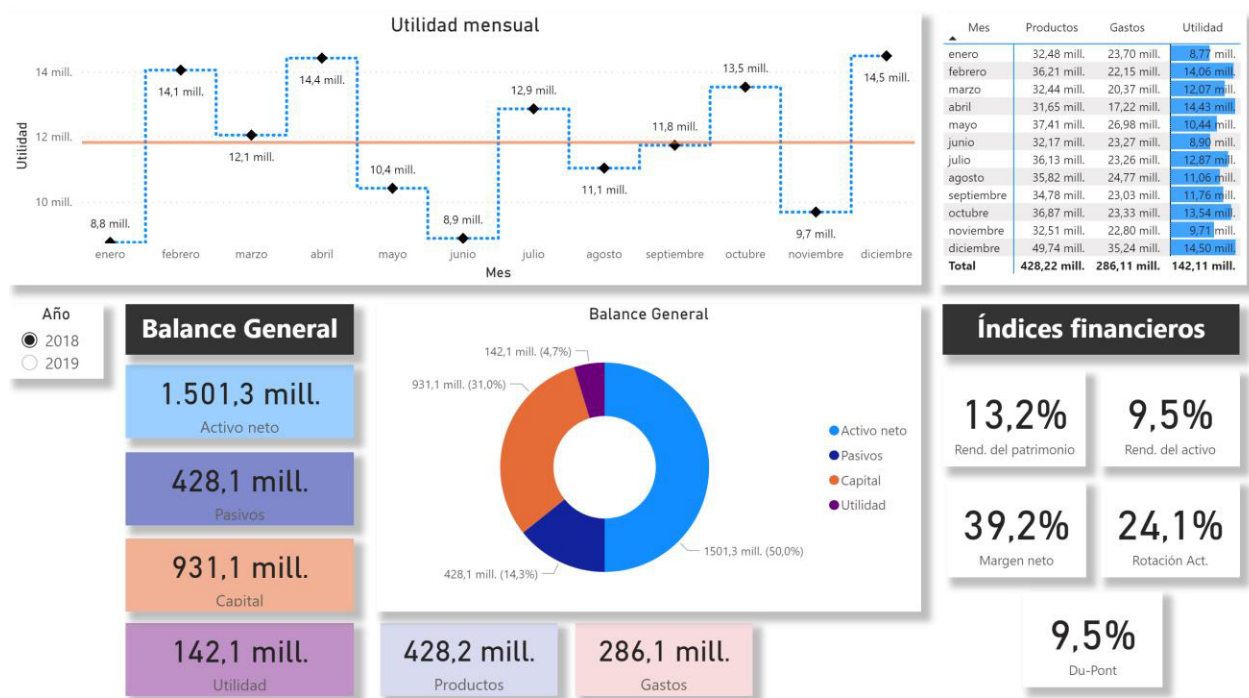 Utilidad mensual
Utilidad
14 mill.
12 mill.
10 mill.
8,8 mill.
14,1 mill.
12,1 mill.
14,4 mill.
10,4 mill.
8,9 mill.
12,9 mill.
11,1 mill.
11,8 mill.
13,5 mill.
9,7 mill.
14,5 mill.
enero febrero marzo abril mayo junio julio agosto septiembre octubre noviembre diciembre
Mes
Mes Productos Gastos Utilidad
enero 32,48 mill. 23,70 mill. 8,77 mill.
febrero 36,21 mill. 22,15 mill. 14,06 mill.
marzo 32,44 mill. 20,37 mill. 12,07 mill.
abril 31,65 mill. 17,22 mill. 14,43 mill.
mayo 37,41 mill. 26,98 mill. 10,44 mill.
junio 32,17 mill. 23,27 mill. 8,90 mill.
julio 36,13 mill. 23,26 mill. 12,87 mill.
agosto 35,82 mill. 24,77 mill. 11,06 mill.
septiembre 34,78 mill. 23,03 mill. 11,76 mill.
octubre 36,87 mill. 23,33 mill. 13,54 mill.
noviembre 32,51 mill. 22,80 mill. 9,71 mill.
diciembre 49,74 mill. 35,24 mill. 14,50 mill.
Total 428,22 mill. 286,11 mill. 142,11 mill.
Año
2018
2019
Balance General
1.501,3 mill.
Activo neto
428,1 mill.
Pasivos
931,1 mill.
Capital
142,1 mill.
Utilidad
Balance General
142,1 mill. (4,7%)
931,1 mill. (31,0%)
428,1 mill. (14,3%)
1501,3 mill. (50,0%)
Activo neto
Pasivos
Capital
Utilidad
428,2 mill.
Productos
286,1 mill.
Gastos
Índices financieros
13,2%
Rend. del patrimonio
9,5%
Rend. del activo
39,2%
Margen neto
24,1%
Rotación Act.
9,5%
Du-Pont